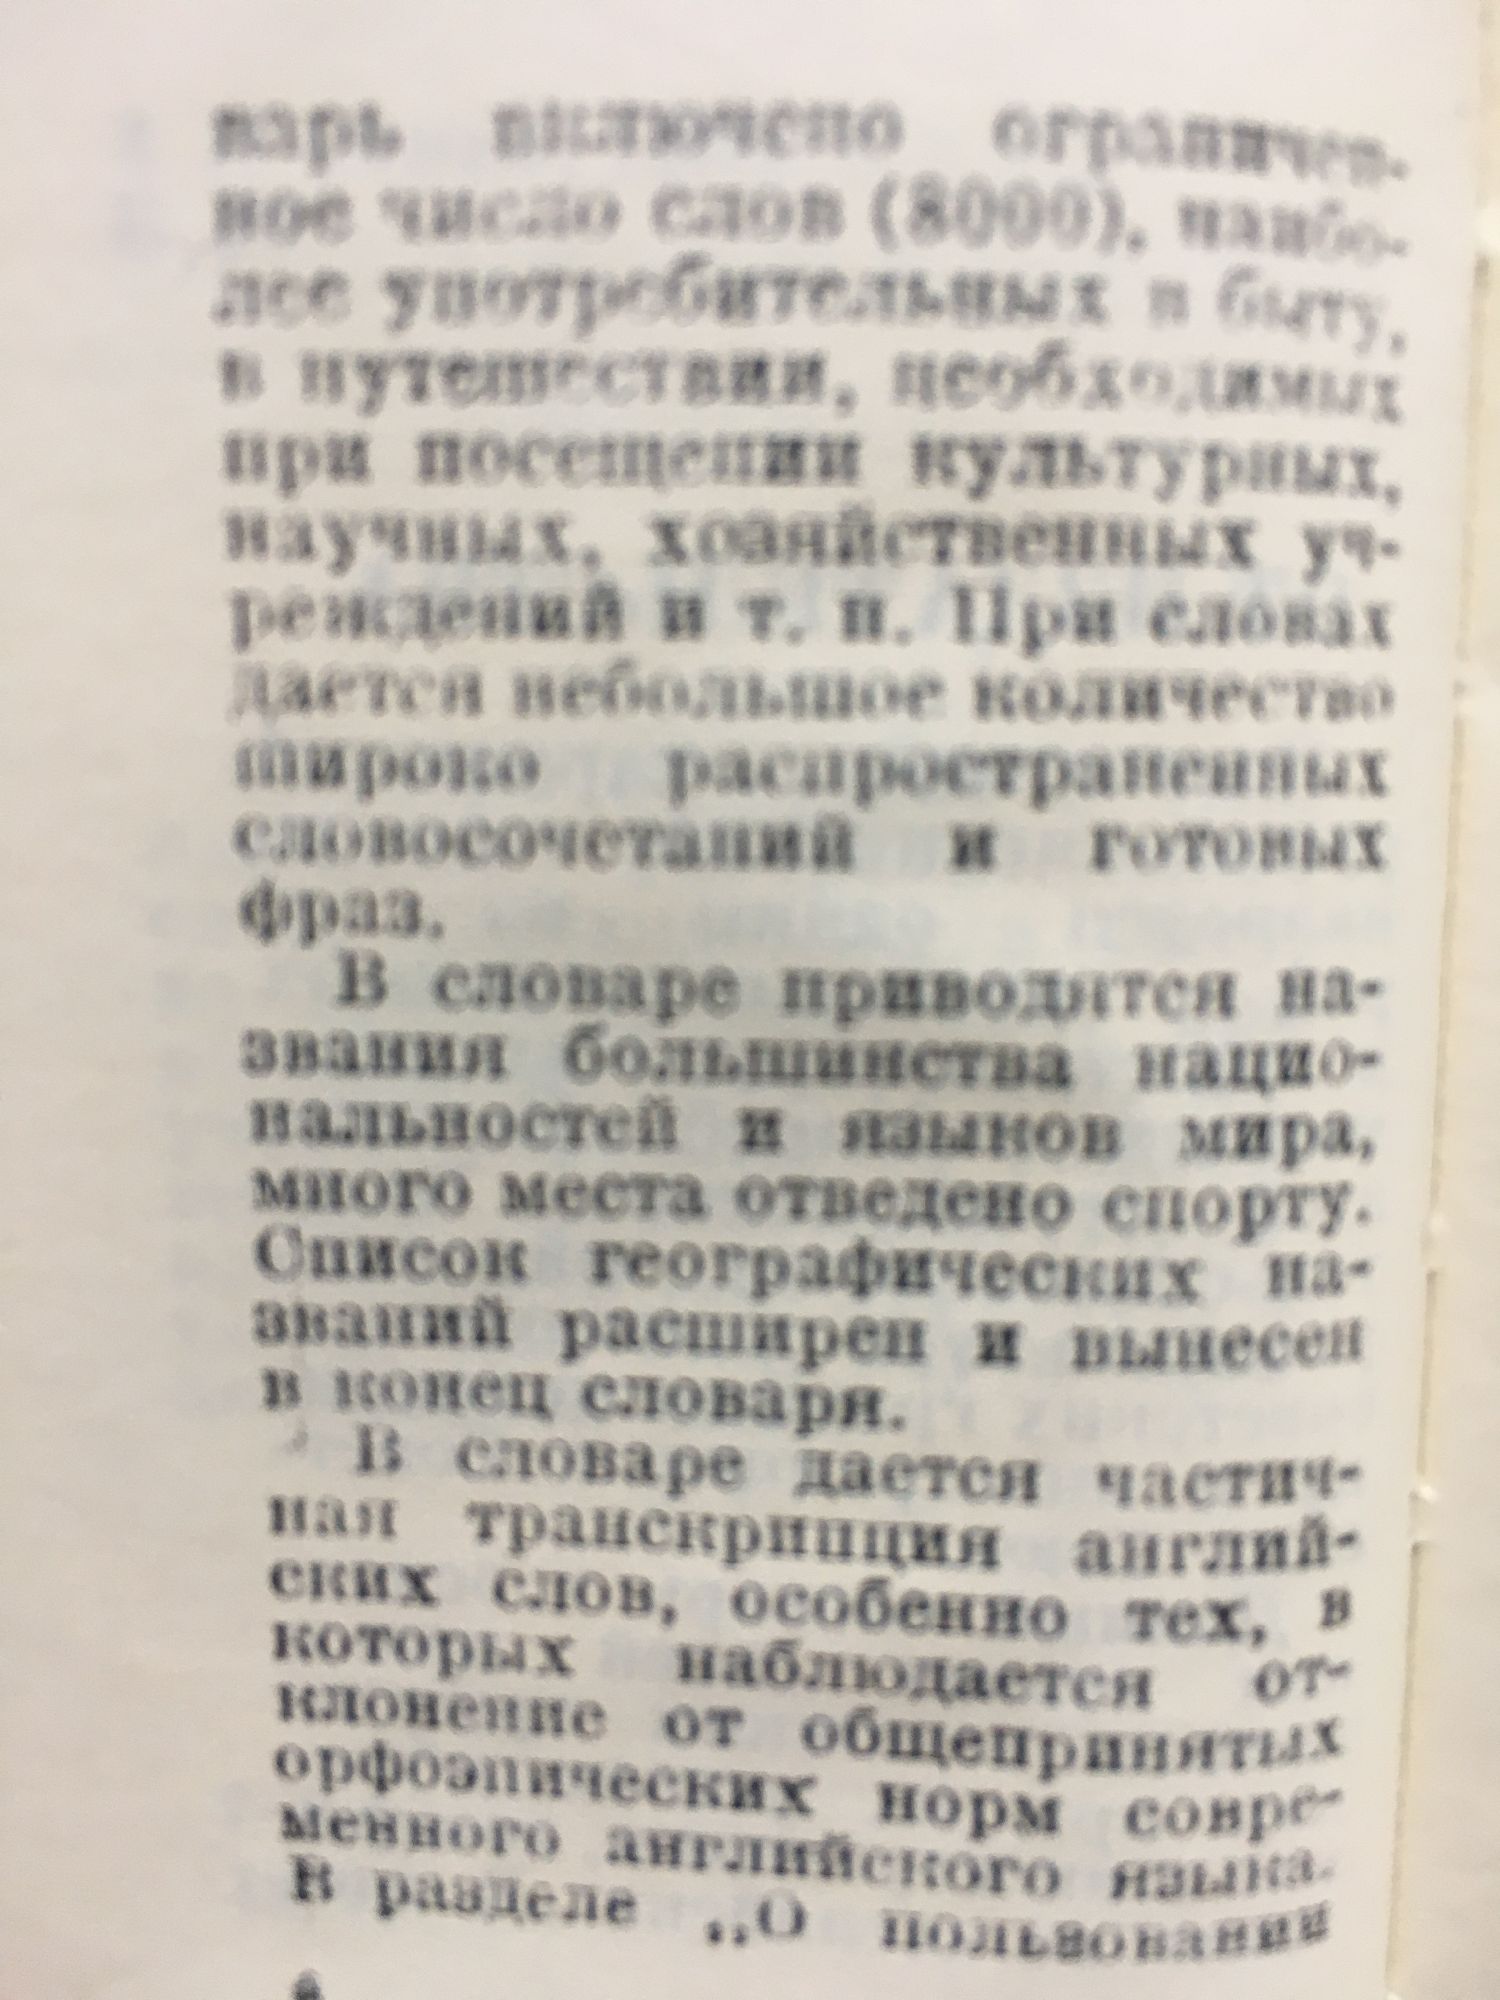 варь включено ограничен-
ное число слов (8000), наибо-
лее употребительных в быту,
в путешествии, необходимых
при посещении культурных,
научных, хозяйственных уч-
реждений и т. п. При словах
дается небольшое количество
широко распространенных
словосочетаний и готовых
фраз.
В словаре приводятся на-
звания большинства нацио-
нальностей и языков мира,
много места отведено спорту.
Список географических на-
званий расширен и вынесен
в конец словаря.
В словаре дается частич-
ная транскрипция англий-
ских слов, особенно тех, в
которых наблюдается от-
клонение от общепринятых
орфоэпических норм совре-
менного английского языка.
В разделе „О пользовании